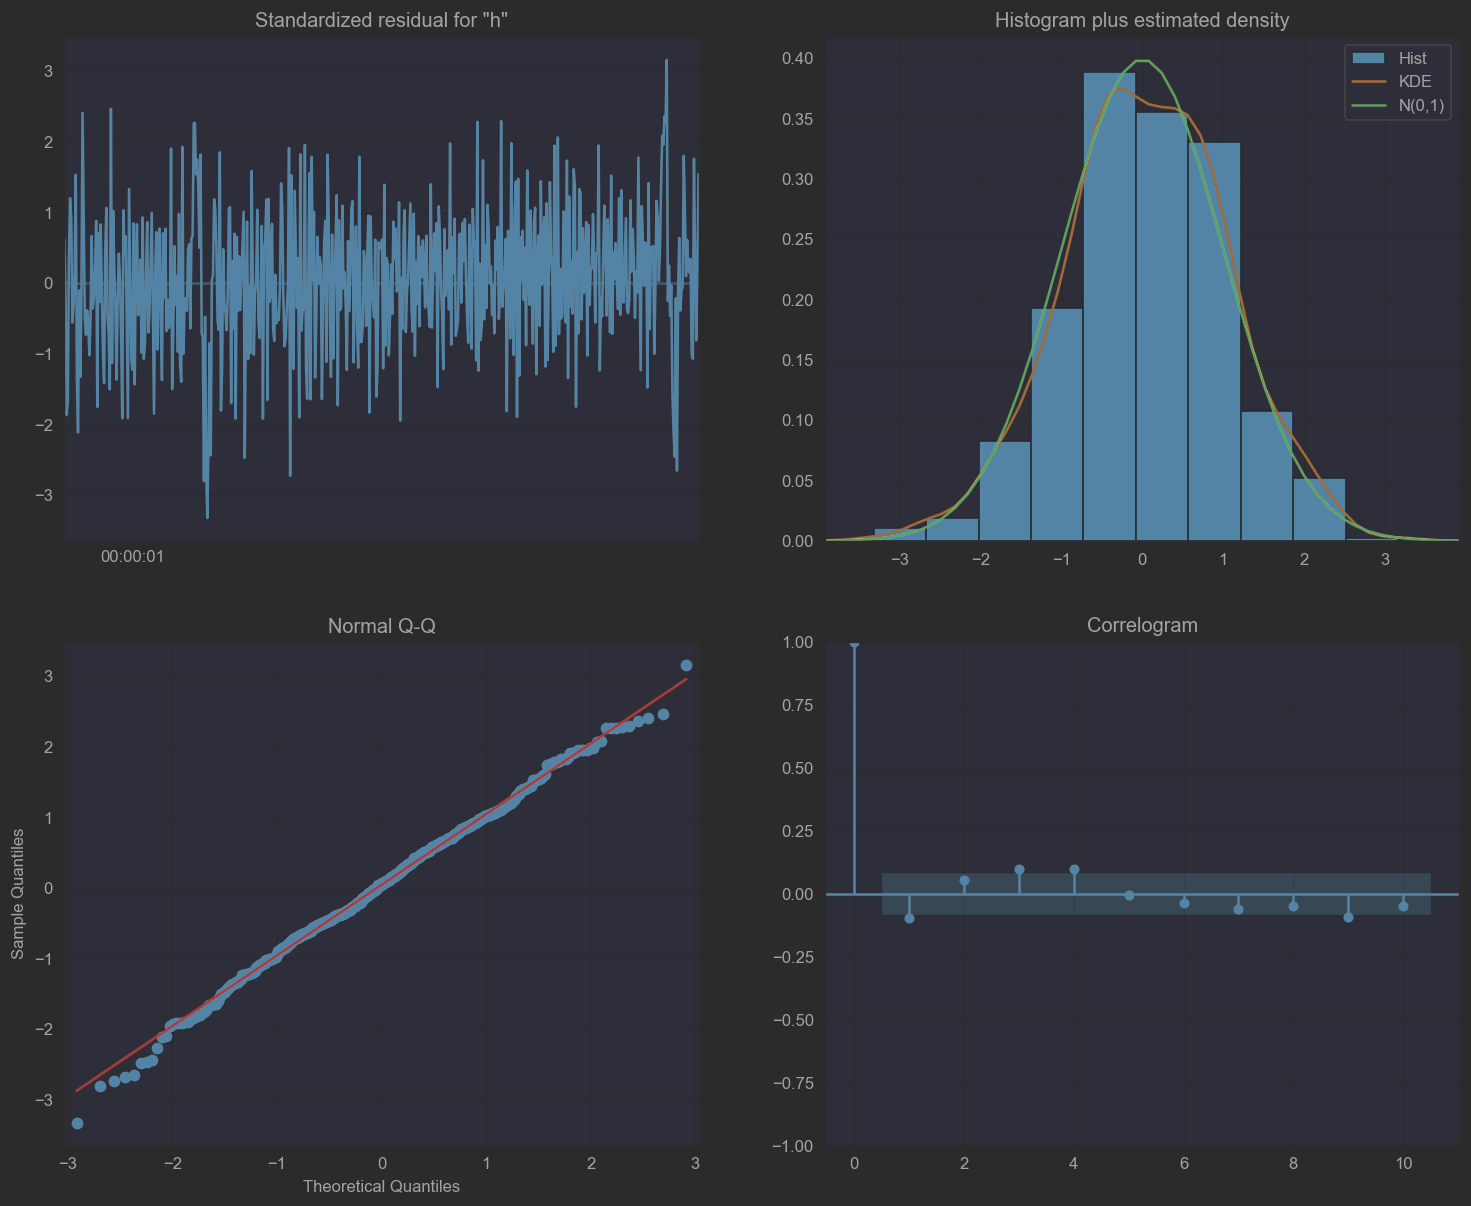 Standardized residual for "h"
3
2
1
0
−1
−2
−3
00:00:01
Histogram plus estimated density
0.40
0.35
0.30
0.25
0.20
0.15
0.10
0.05
0.00
−3 −2 −1 0 1 2 3
Hist
KDE
N(0,1)
Normal Q-Q
Sample Quantiles
3
2
1
0
−1
−2
−3
−3 −2 −1 0 1 2 3
Theoretical Quantiles
Correlogram
1.00
0.75
0.50
0.25
0.00
−0.25
−0.50
−0.75
−1.00
0 2 4 6 8 10